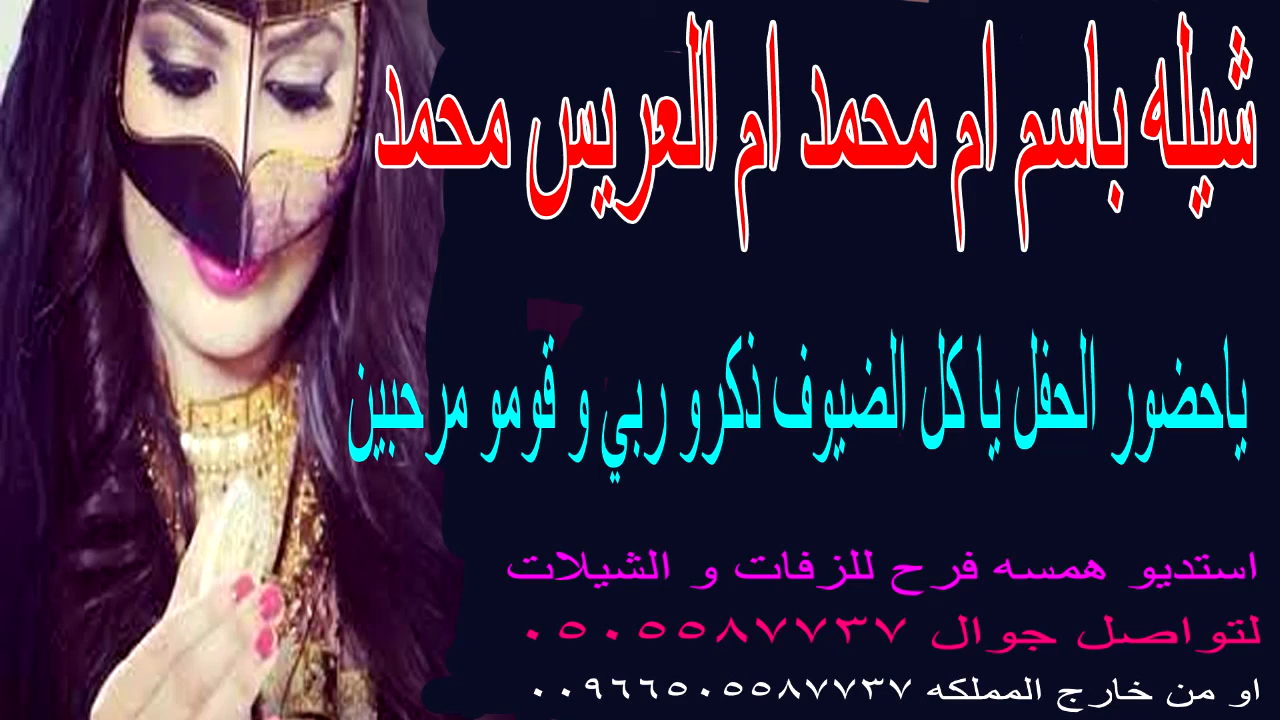 شيله باسم ام محمد ام العريس محمد
ياحضور الحفل يا كل الضيوف ذكرو ربي و قومو مرحبين
استديو همسه فرح للزفات و الشيلات
لتواصل جوال ٠٥٠٥٥٨٧٧٣٧
او من خارج المملكه ٠٠٩٦٦٥٠٥٥٨٧٧٣٧